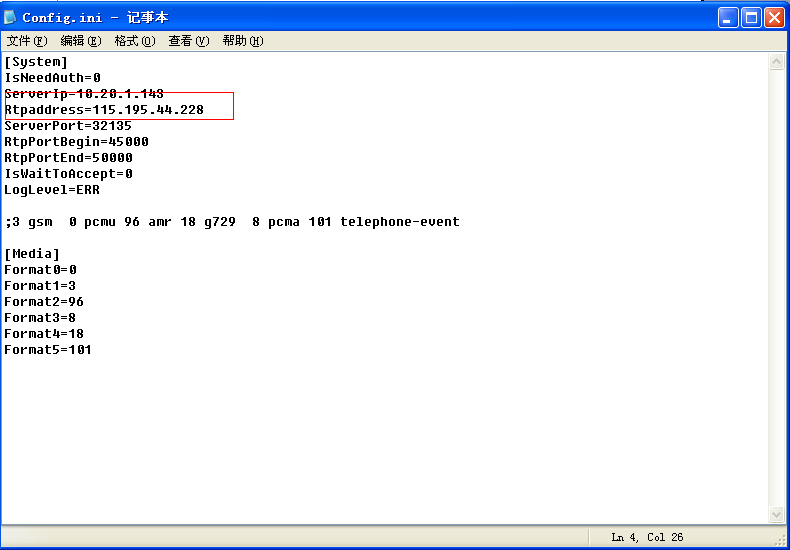 Config.ini - 记事本
文件(F) 编辑(E) 格式(O) 查看(V) 帮助(H)
[System]
IsNeedAuth=0
ServerIp=10.20.1.143
Rtpaddress=115.195.44.228
ServerPort=32135
RtpPortBegin=45000
RtpPortEnd=50000
IsWaitToAccept=0
LogLevel=ERR
;3 gsm  0 pcmu 96 amr 18 g729  8 pcma 101 telephone-event
[Media]
Format0=0
Format1=3
Format2=96
Format3=8
Format4=18
Format5=101
Ln 4, Col 26